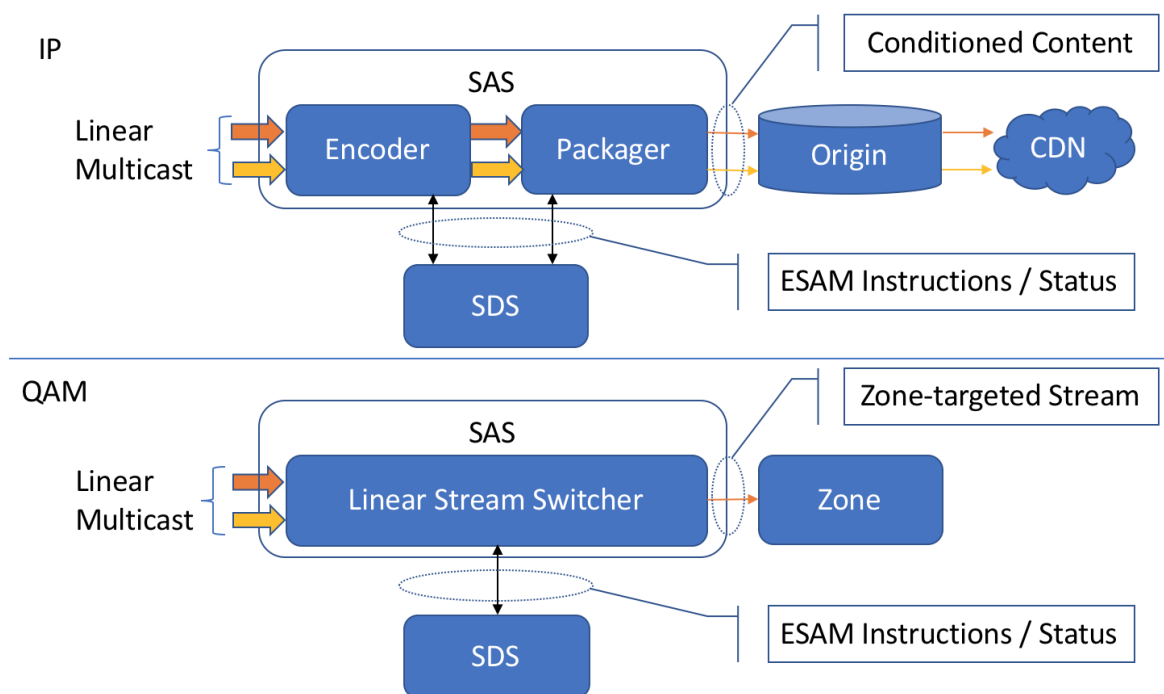 IP
Conditioned Content
SAS
Linear
Multicast
Encoder
Packager
Origin
CDN
ESAM Instructions / Status
SDS
QAM
Zone-targeted Stream
SAS
Linear
Multicast
Linear Stream Switcher
Zone
ESAM Instructions / Status
SDS